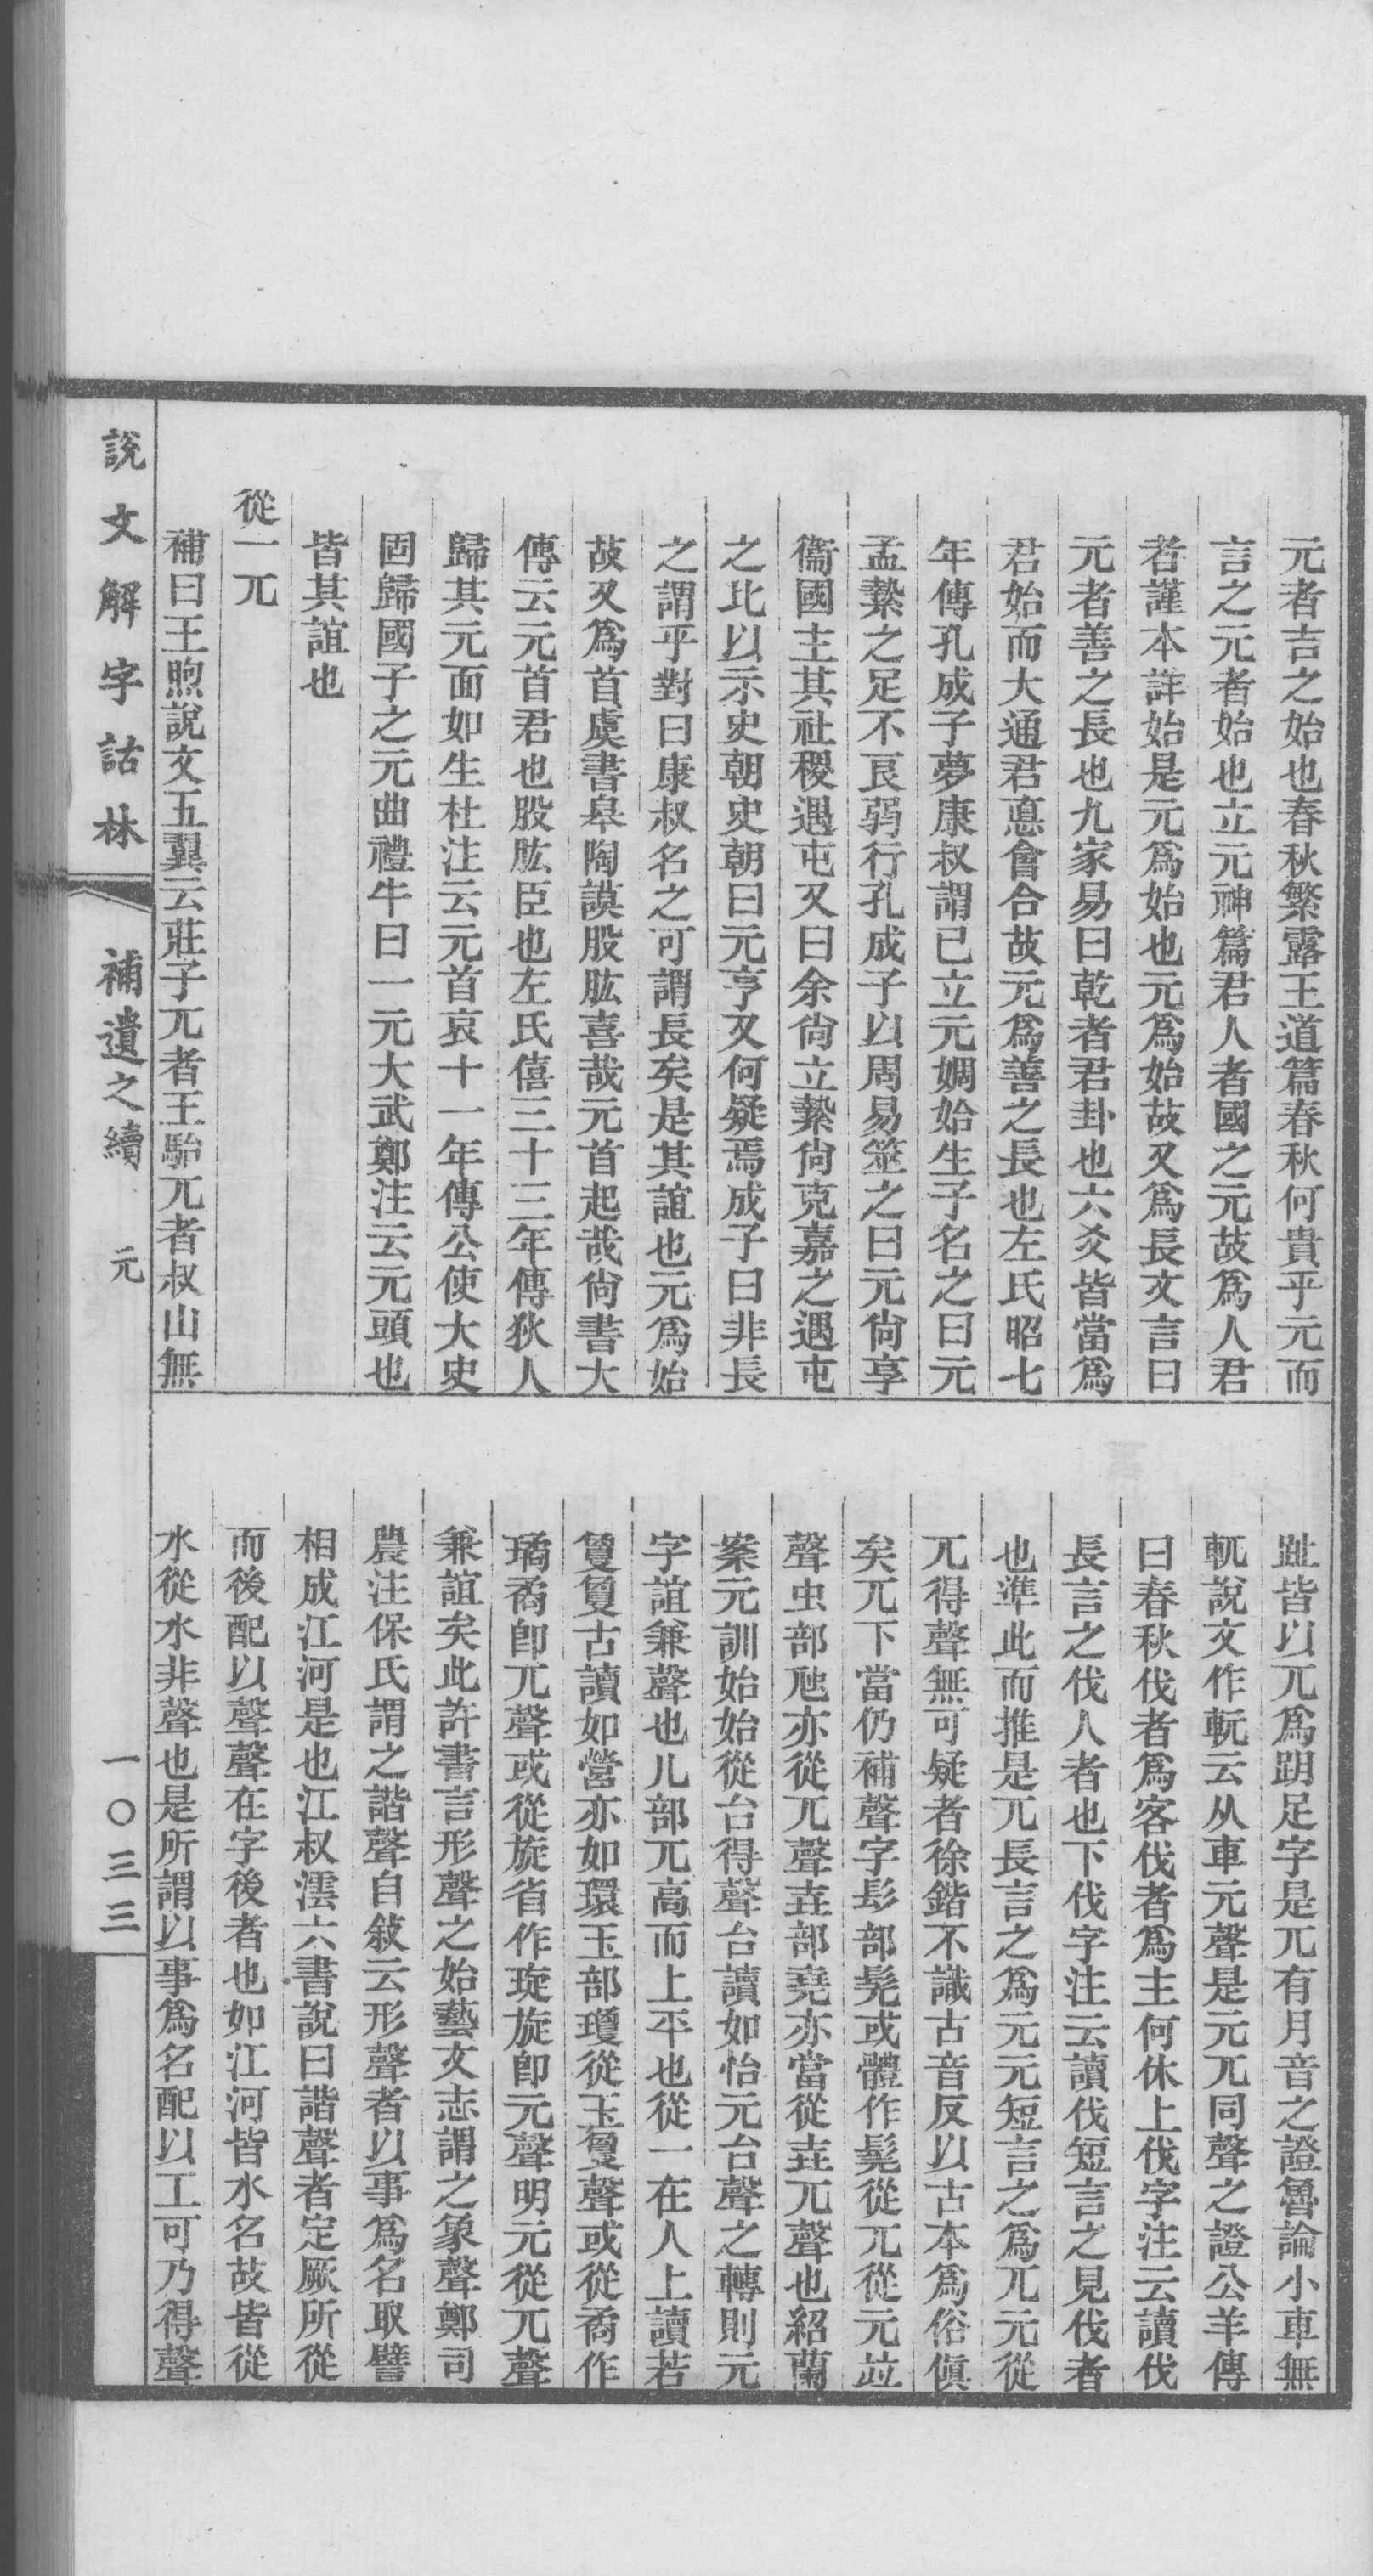 元者吉之始也春秋繁露王道篇春秋何貴乎元而
言之元者始也立元神篇君人者國之元故爲人君
者謹本詳始是元爲始也元爲始故又爲長文言曰
元者善之長也九家易曰乾者君卦也六爻皆當爲
君始而大通君悳會合故元爲善之長也左氏昭七
年傳孔成子夢康叔謂已立元婤始生子名之曰元
孟縶之足不良弱行孔成子以周易筮之曰元尙享
衞國主其社稷遇屯又曰余尙立縶尙克嘉之遇屯
之比以示史朝史朝曰元亨又何疑焉成子曰非長
之謂乎對曰康叔名之可謂長矣是其誼也元爲始
故又爲首虞書皋陶謨股肱喜哉元首起哉尙書大
傳云元首君也股肱臣也左氏僖三十三年傳狄人
歸其元面如生杜注云元首哀十一年傳公使大史
固歸國子之元曲禮牛曰一元大武鄭注云元頭也
皆其誼也
從一兀
補曰王煦說文五翼云莊子兀者王駘兀者叔山無
趾皆以兀爲跀足字是兀有月音之證魯論小車無
軏說文作軏云从車元聲是元兀同聲之證公羊傳
曰春秋伐者爲客伐者爲主何休上伐字注云讀伐
長言之伐人者也下伐字注云讀伐短言之見伐者
也準此而推是兀長言之爲元元短言之爲兀元從
兀得聲無可疑者徐鍇不識古音反以古本爲俗傎
矣兀下當仍補聲字髟部髡或體作髨從兀從元竝
聲虫部虺亦從兀聲垚部堯亦當從垚兀聲也紹蘭
案元訓始始從台得聲台讀如怡元台聲之轉則元
字誼兼聲也儿部兀高而上平也從一在人上讀若
敻敻古讀如營亦如環玉部瓊從玉敻聲或從矞作
璚矞卽兀聲或從旋省作琁旋卽元聲明元從兀聲
兼誼矣此許書言形聲之始藝文志謂之象聲鄭司
農注保氏謂之諧聲自敍云形聲者以事爲名取譬
相成江河是也江叔澐六書說曰諧聲者定厥所從
而後配以聲聲在字後者也如江河皆水名故皆從
水從水非聲也是所謂以事爲名配以工可乃得聲
說文解字詁林
補遺之續
元
一〇三三